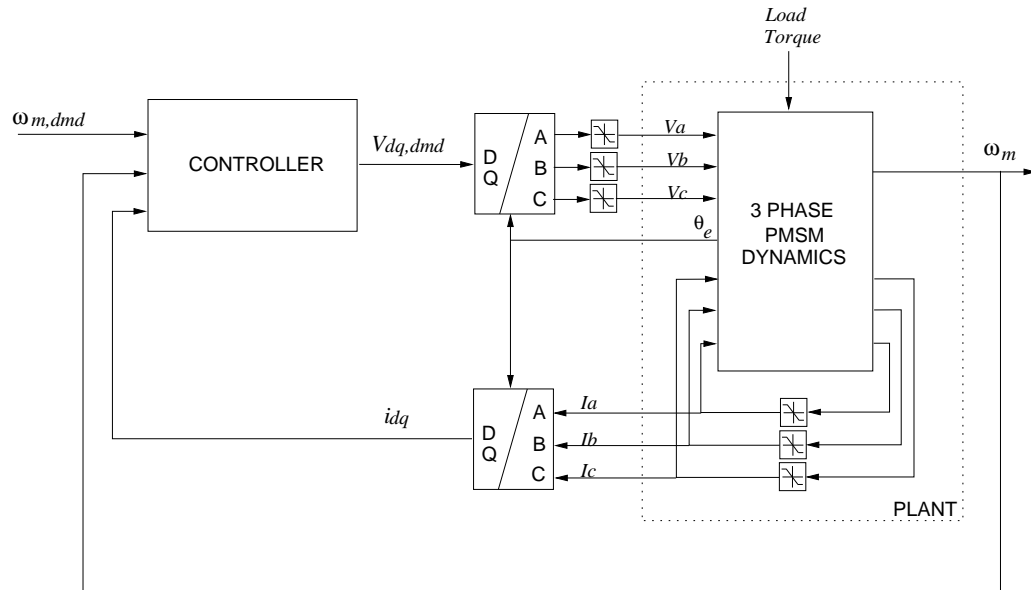 Load
Torque
ωm,dmd
CONTROLLER
Vdq,dmd
D
Q
A
B
C
Va
Vb
Vc
θe
3 PHASE
PMSM
DYNAMICS
ωm
idq
D
Q
A
B
C
Ia
Ib
Ic
PLANT